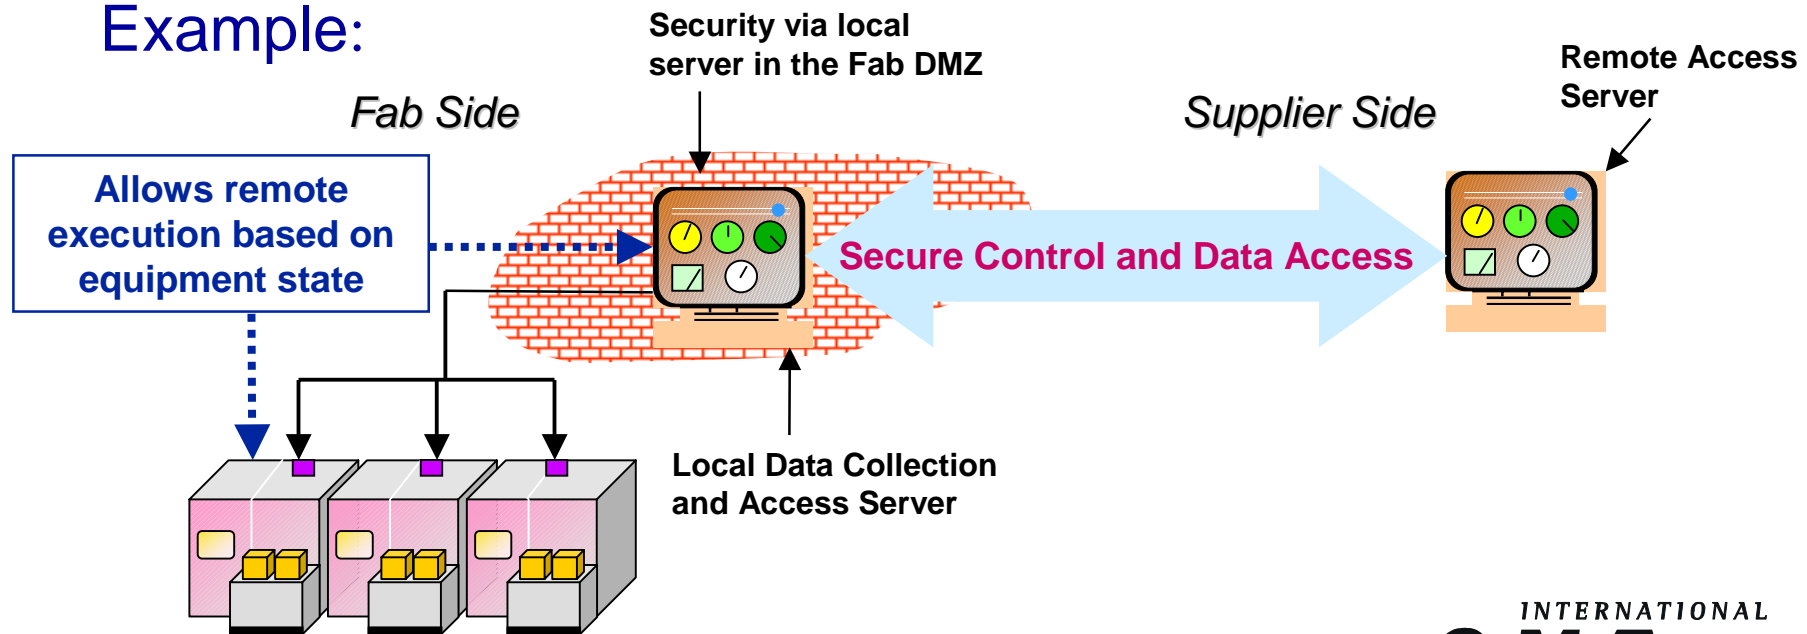 Example:
Security via local
server in the Fab DMZ
Remote Access
Server
Fab Side
Supplier Side
Allows remote
execution based on
equipment state
Secure Control and Data Access
Local Data Collection
and Access Server
INTERNATIONAL